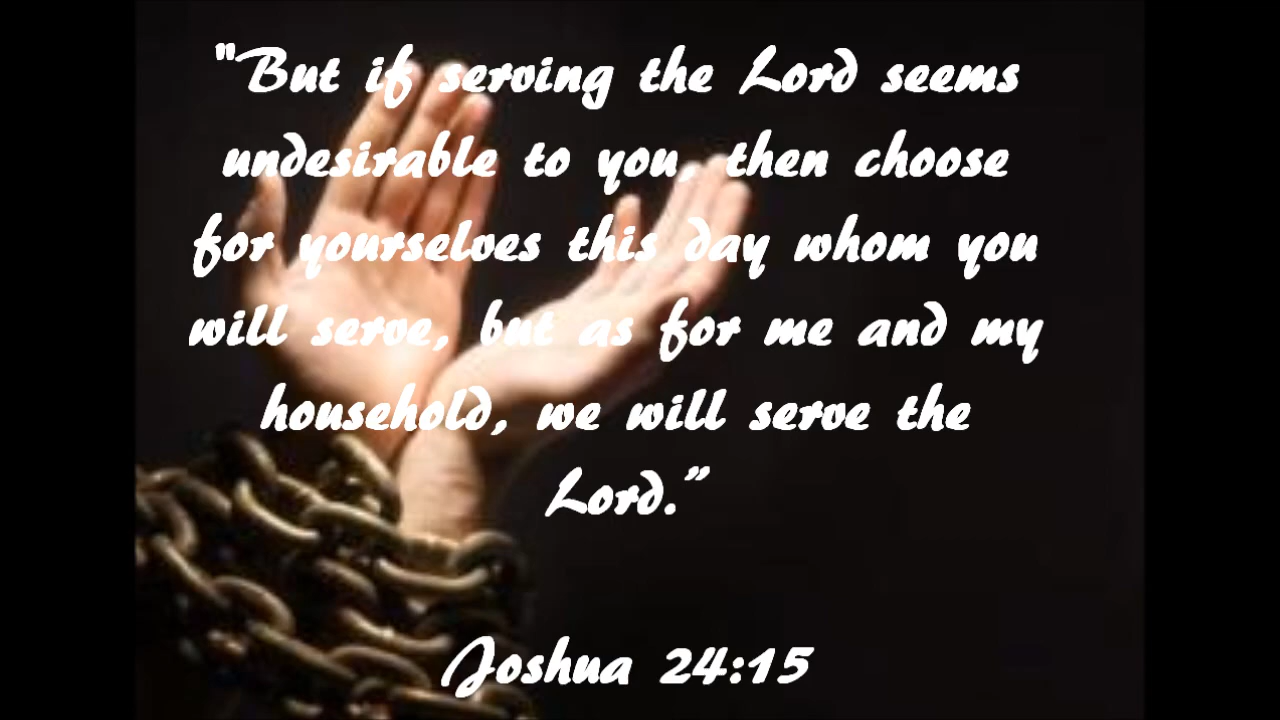 "But if serving the Lord seems
undesirable to you, then choose
for yourselves this day whom you
will serve, but as for me and my
household, we will serve the
Lord.”
Joshua 24:15